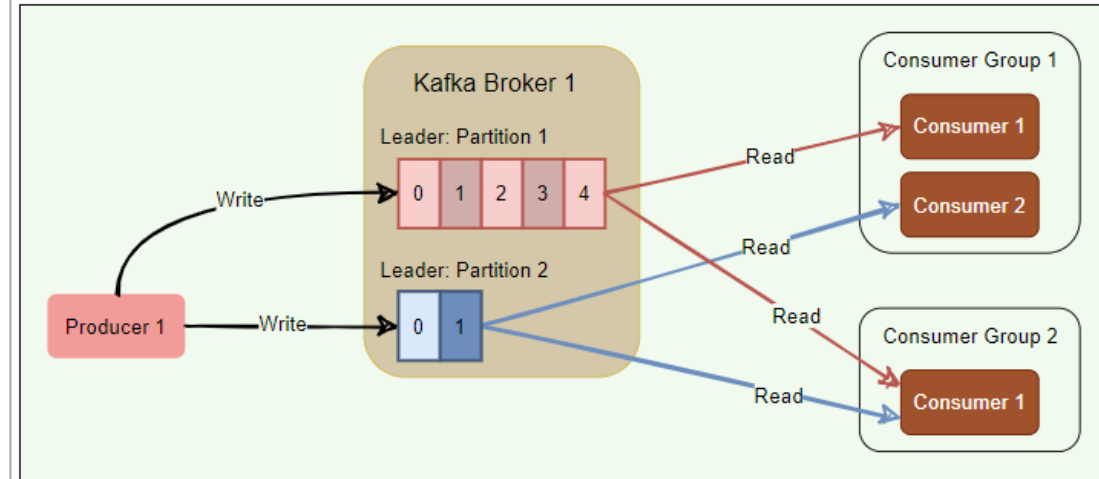 Kafka Broker 1
Leader: Partition 1
0 1 2 3 4
Leader: Partition 2
0 1
Producer 1
Write
Write
Read
Read
Read
Read
Consumer Group 1
Consumer 1
Consumer 2
Consumer Group 2
Consumer 1